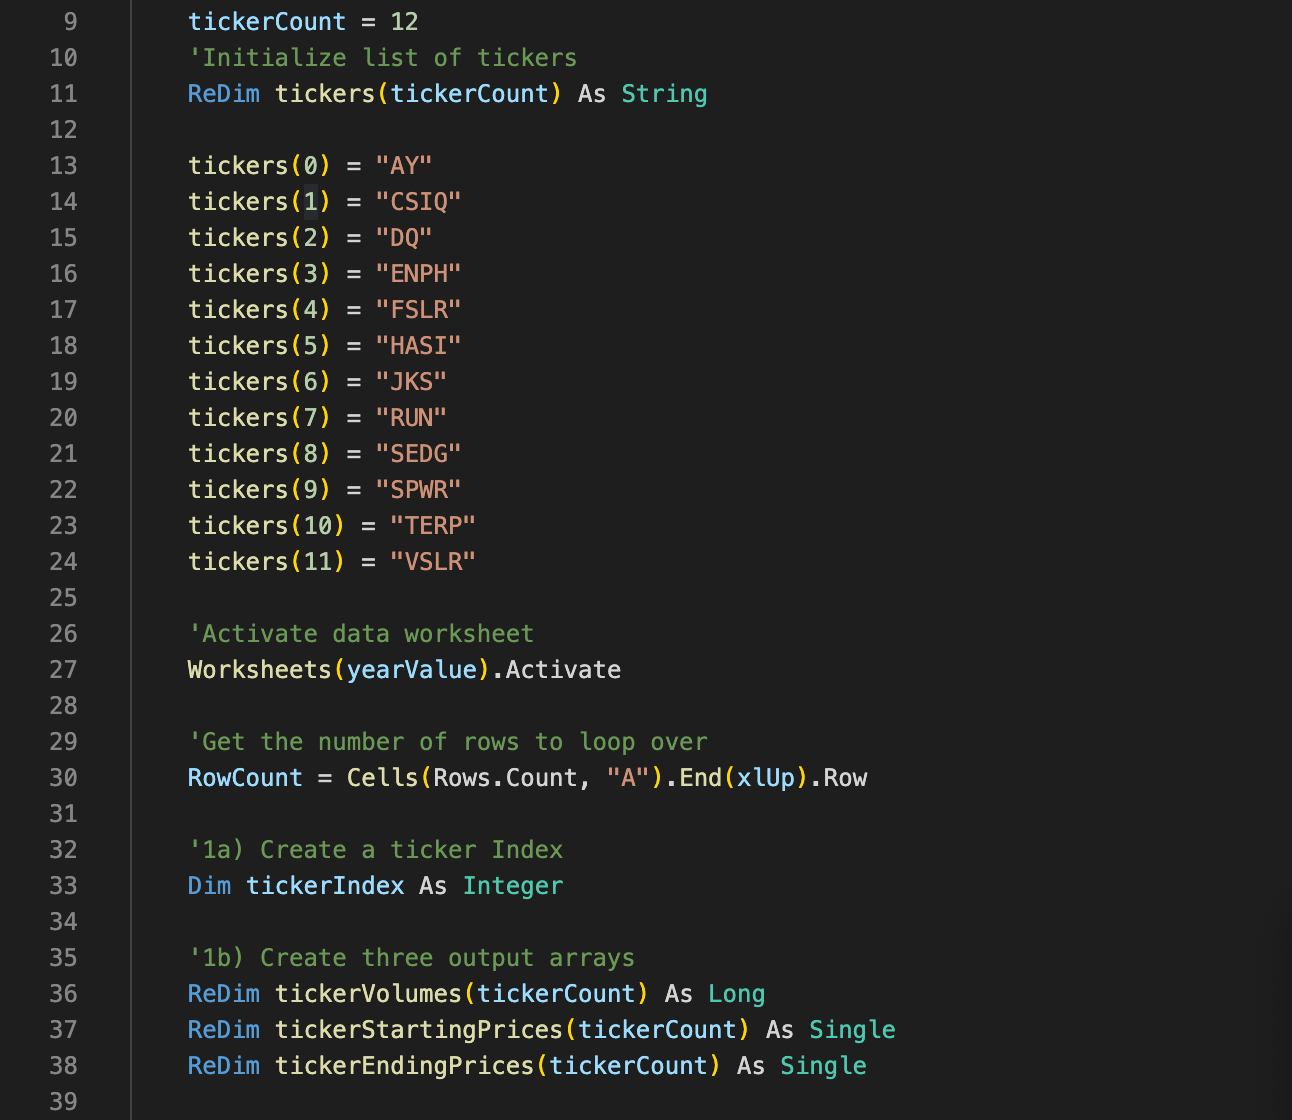 9 tickerCount = 12
10 'Initialize list of tickers
11 ReDim tickers(tickerCount) As String
12
13 tickers(0) = "AY"
14 tickers(1) = "CSIQ"
15 tickers(2) = "DQ"
16 tickers(3) = "ENPH"
17 tickers(4) = "FSLR"
18 tickers(5) = "HASI"
19 tickers(6) = "JKS"
20 tickers(7) = "RUN"
21 tickers(8) = "SEDG"
22 tickers(9) = "SPWR"
23 tickers(10) = "TERP"
24 tickers(11) = "VSLR"
25
26 'Activate data worksheet
27 Worksheets(yearValue).Activate
28
29 'Get the number of rows to loop over
30 RowCount = Cells(Rows.Count, "A").End(xlUp).Row
31
32 '1a) Create a ticker Index
33 Dim tickerIndex As Integer
34
35 '1b) Create three output arrays
36 ReDim tickerVolumes(tickerCount) As Long
37 ReDim tickerStartingPrices(tickerCount) As Single
38 ReDim tickerEndingPrices(tickerCount) As Single
39